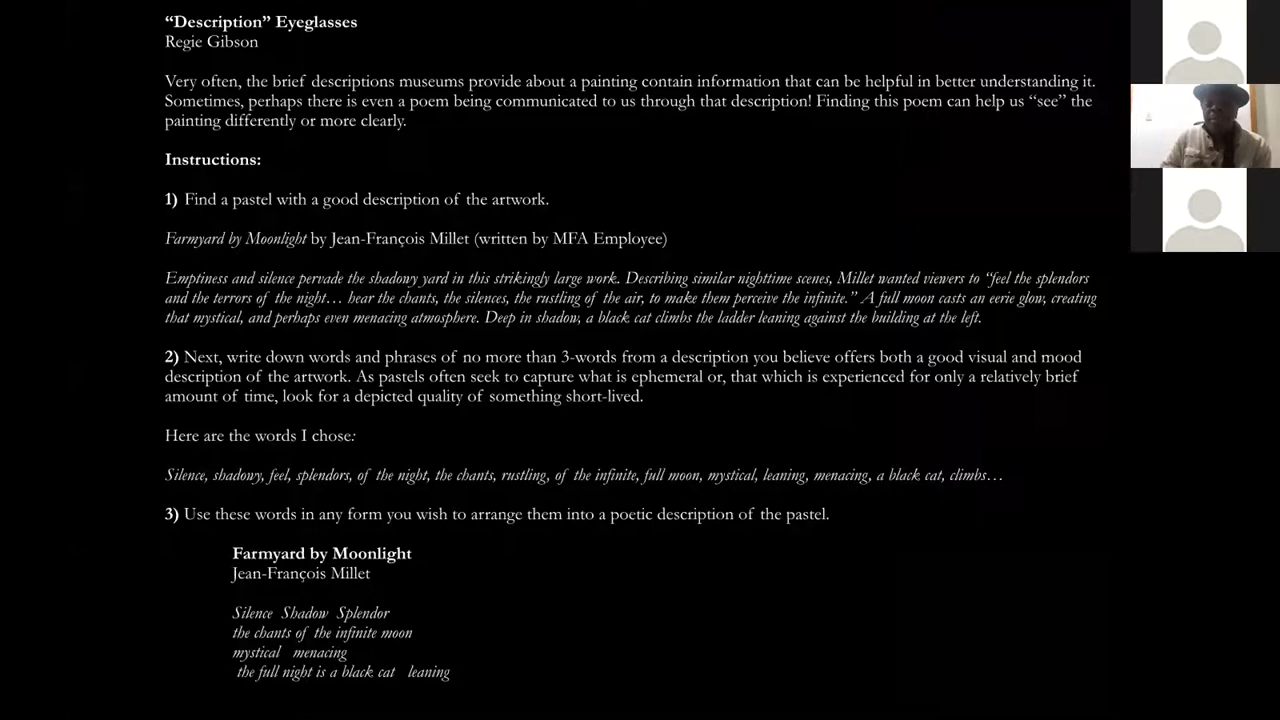 “Description” Eyeglasses
Regie Gibson
Very often, the brief descriptions museums provide about a painting contain information that can be helpful in better understanding it.
Sometimes, perhaps there is even a poem being communicated to us through that description! Finding this poem can help us “see” the
painting differently or more clearly.
Instructions:
1) Find a pastel with a good description of the artwork.
Farmyard by Moonlight by Jean-François Millet (written by MFA Employee)
Emptiness and silence pervade the shadowy yard in this strikingly large work. Describing similar nighttime scenes, Millet wanted viewers to “feel the splendors
and the terrors of the night… hear the chants, the silences, the rustling of the air, to make them perceive the infinite.” A full moon casts an eerie glow, creating
that mystical, and perhaps even menacing atmosphere. Deep in shadow, a black cat climbs the ladder leaning against the building at the left.
2) Next, write down words and phrases of no more than 3-words from a description you believe offers both a good visual and mood
description of the artwork. As pastels often seek to capture what is ephemeral or, that which is experienced for only a relatively brief
amount of time, look for a depicted quality of something short-lived.
Here are the words I chose:
Silence, shadowy, feel, splendors, of the night, the chants, rustling, of the infinite, full moon, mystical, leaning, menacing, a black cat, climbs…
3) Use these words in any form you wish to arrange them into a poetic description of the pastel.
Farmyard by Moonlight
Jean-François Millet
Silence Shadow Splendor
the chants of the infinite moon
mystical menacing
the full night is a black cat leaning